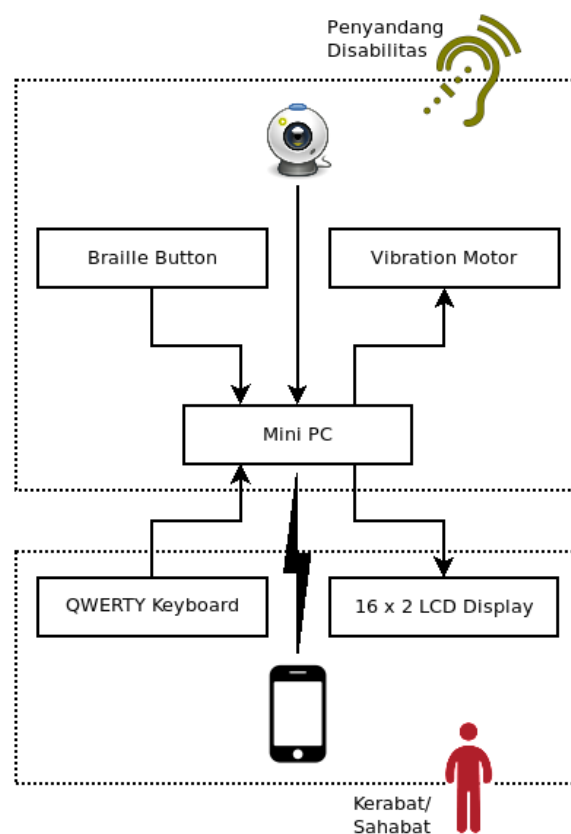 Penyandang
Disabilitas
Braille Button
Vibration Motor
Mini PC
QWERTY Keyboard
16 x 2 LCD Display
Kerabat/
Sahabat